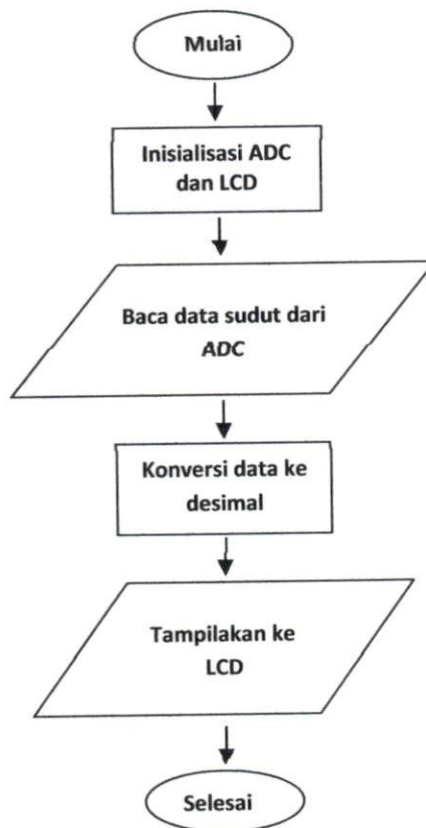 Mulai
Inisialisasi ADC
dan LCD
Baca data sudut dari
ADC
Konversi data ke
desimal
Tampilakan ke
LCD
Selesai